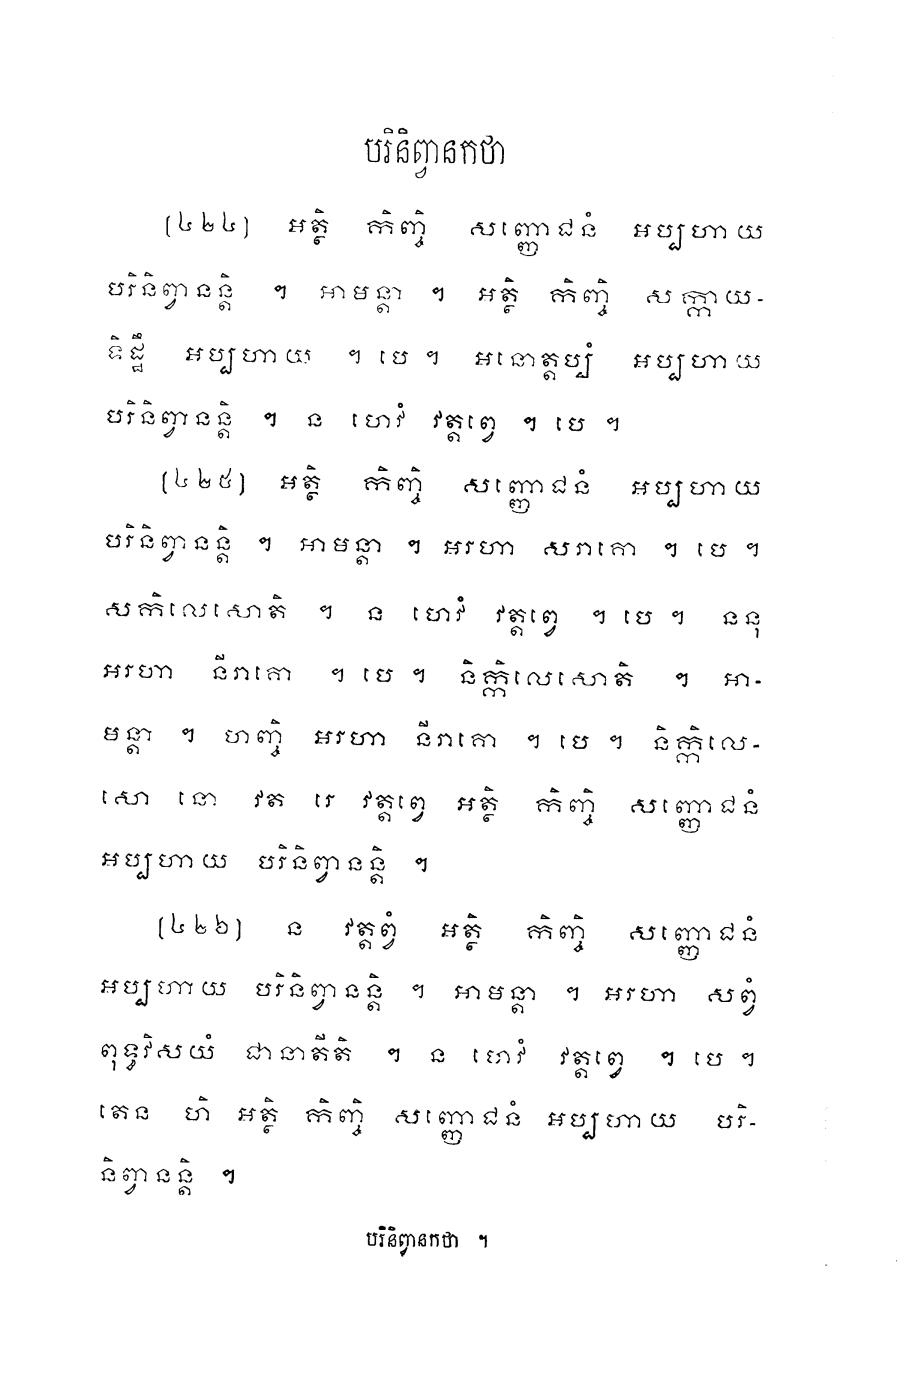 បរិនិព្វានកថា
[៤២៤] អត្ថិ កិញ្ចិ សញ្ញោជនំ អប្បហាយ
បរិនិព្វានន្តិ ។ អាមន្តា ។ អត្ថិ កិញ្ចិ សក្កាយ-
ទិដ្ឋឹ អប្បហាយ ។ បេ ។ អនោត្តប្បំ អប្បហាយ
បរិនិព្វានន្តិ ។ ន ហេវំ វត្តព្វេ ។ បេ ។
[៤២៥] អត្ថិ កិញ្ចិ សញ្ញោជនំ អប្បហាយ
បរិនិព្វានន្តិ ។ អាមន្តា ។ អរហា សរាគោ ។ បេ ។
សកិលេសោតិ ។ ន ហេវំ វត្តព្វេ ។ បេ ។ ននុ
អរហា នីរាគោ ។ បេ ។ និក្កិលេសោតិ ។ អា-
មន្តា ។ ហញ្ចិ អរហា នីរាគោ ។ បេ ។ និក្កិលេ-
សោ នោ វត រេ វត្តព្វេ អត្ថិ កិញ្ចិ សញ្ញោជនំ
អប្បហាយ បរិនិព្វានន្តិ ។
[៤២៦] ន វត្តព្វំ អត្ថិ កិញ្ចិ សញ្ញោជនំ
អប្បហាយ បរិនិព្វានន្តិ ។ អាមន្តា ។ អរហា សព្វំ
ពុទ្ធវិសយំ ជានាតីតិ ។ ន ហេវំ វត្តព្វេ ។ បេ ។
តេន ហិ អត្ថិ កិញ្ចិ សញ្ញោជនំ អប្បហាយ បរិ-
និព្វានន្តិ ។
បរិនិព្វានកថា ។